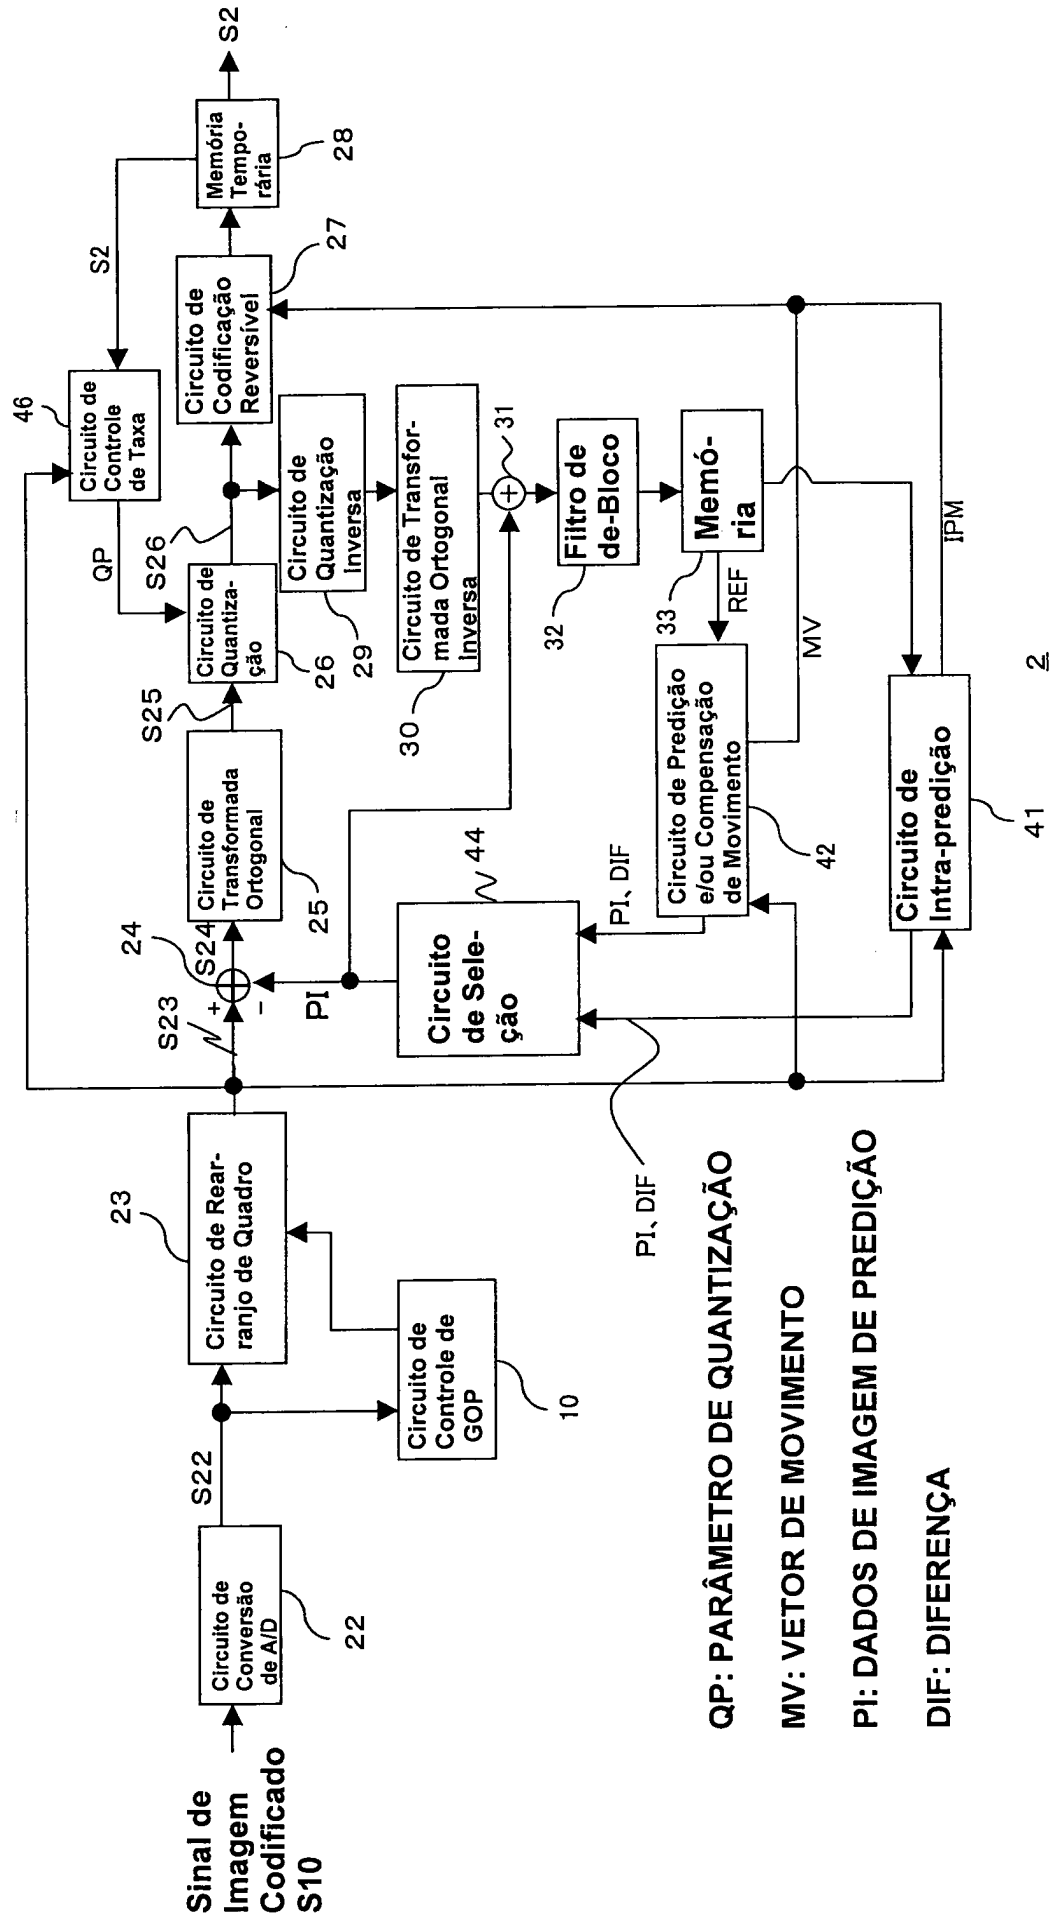 Sinal de
Imagem
Codificado
S10
Circuito de
Conversão
de A/D
22
S22
Circuito de
Controle de
GOP
10
Circuito de Rear-
ranjo de Quadro
23
S23
+
-
24
S24
Circuito de
Transformada
Ortogonal
25
S25
Circuito de
Quantiza-
ção
26
S26
QP
Circuito de
Controle
de Taxa
46
S2
Circuito de
Codificação
Reversível
27
Memória
Tempo-
rária
28
S2
Circuito de
Quantização
Inversa
29
Circuito de Transfor-
mada Ortogonal
Inversa
30
+
31
Filtro de
de-Bloco
32
Memó-
ria
33
REF
PI
Circuito
de Sele-
ção
44
PI, DIF
PI, DIF
Circuito de Predição
e/ou Compensação
de Movimento
42
MV
Circuito de
Intra-predição
41
IPM
2
QP: PARÂMETRO DE QUANTIZAÇÃO
MV: VETOR DE MOVIMENTO
PI: DADOS DE IMAGEM DE PREDIÇÃO
DIF: DIFERENÇA